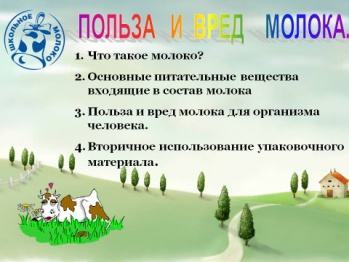 ШКОЛЬНОЕ МОЛОКО
ПОЛЬЗА И ВРЕД МОЛОКА.
1. Что такое молоко?
2. Основные питательные вещества
входящие в состав молока
3. Польза и вред молока для организма
человека.
4. Вторичное использование упаковочного
материала.